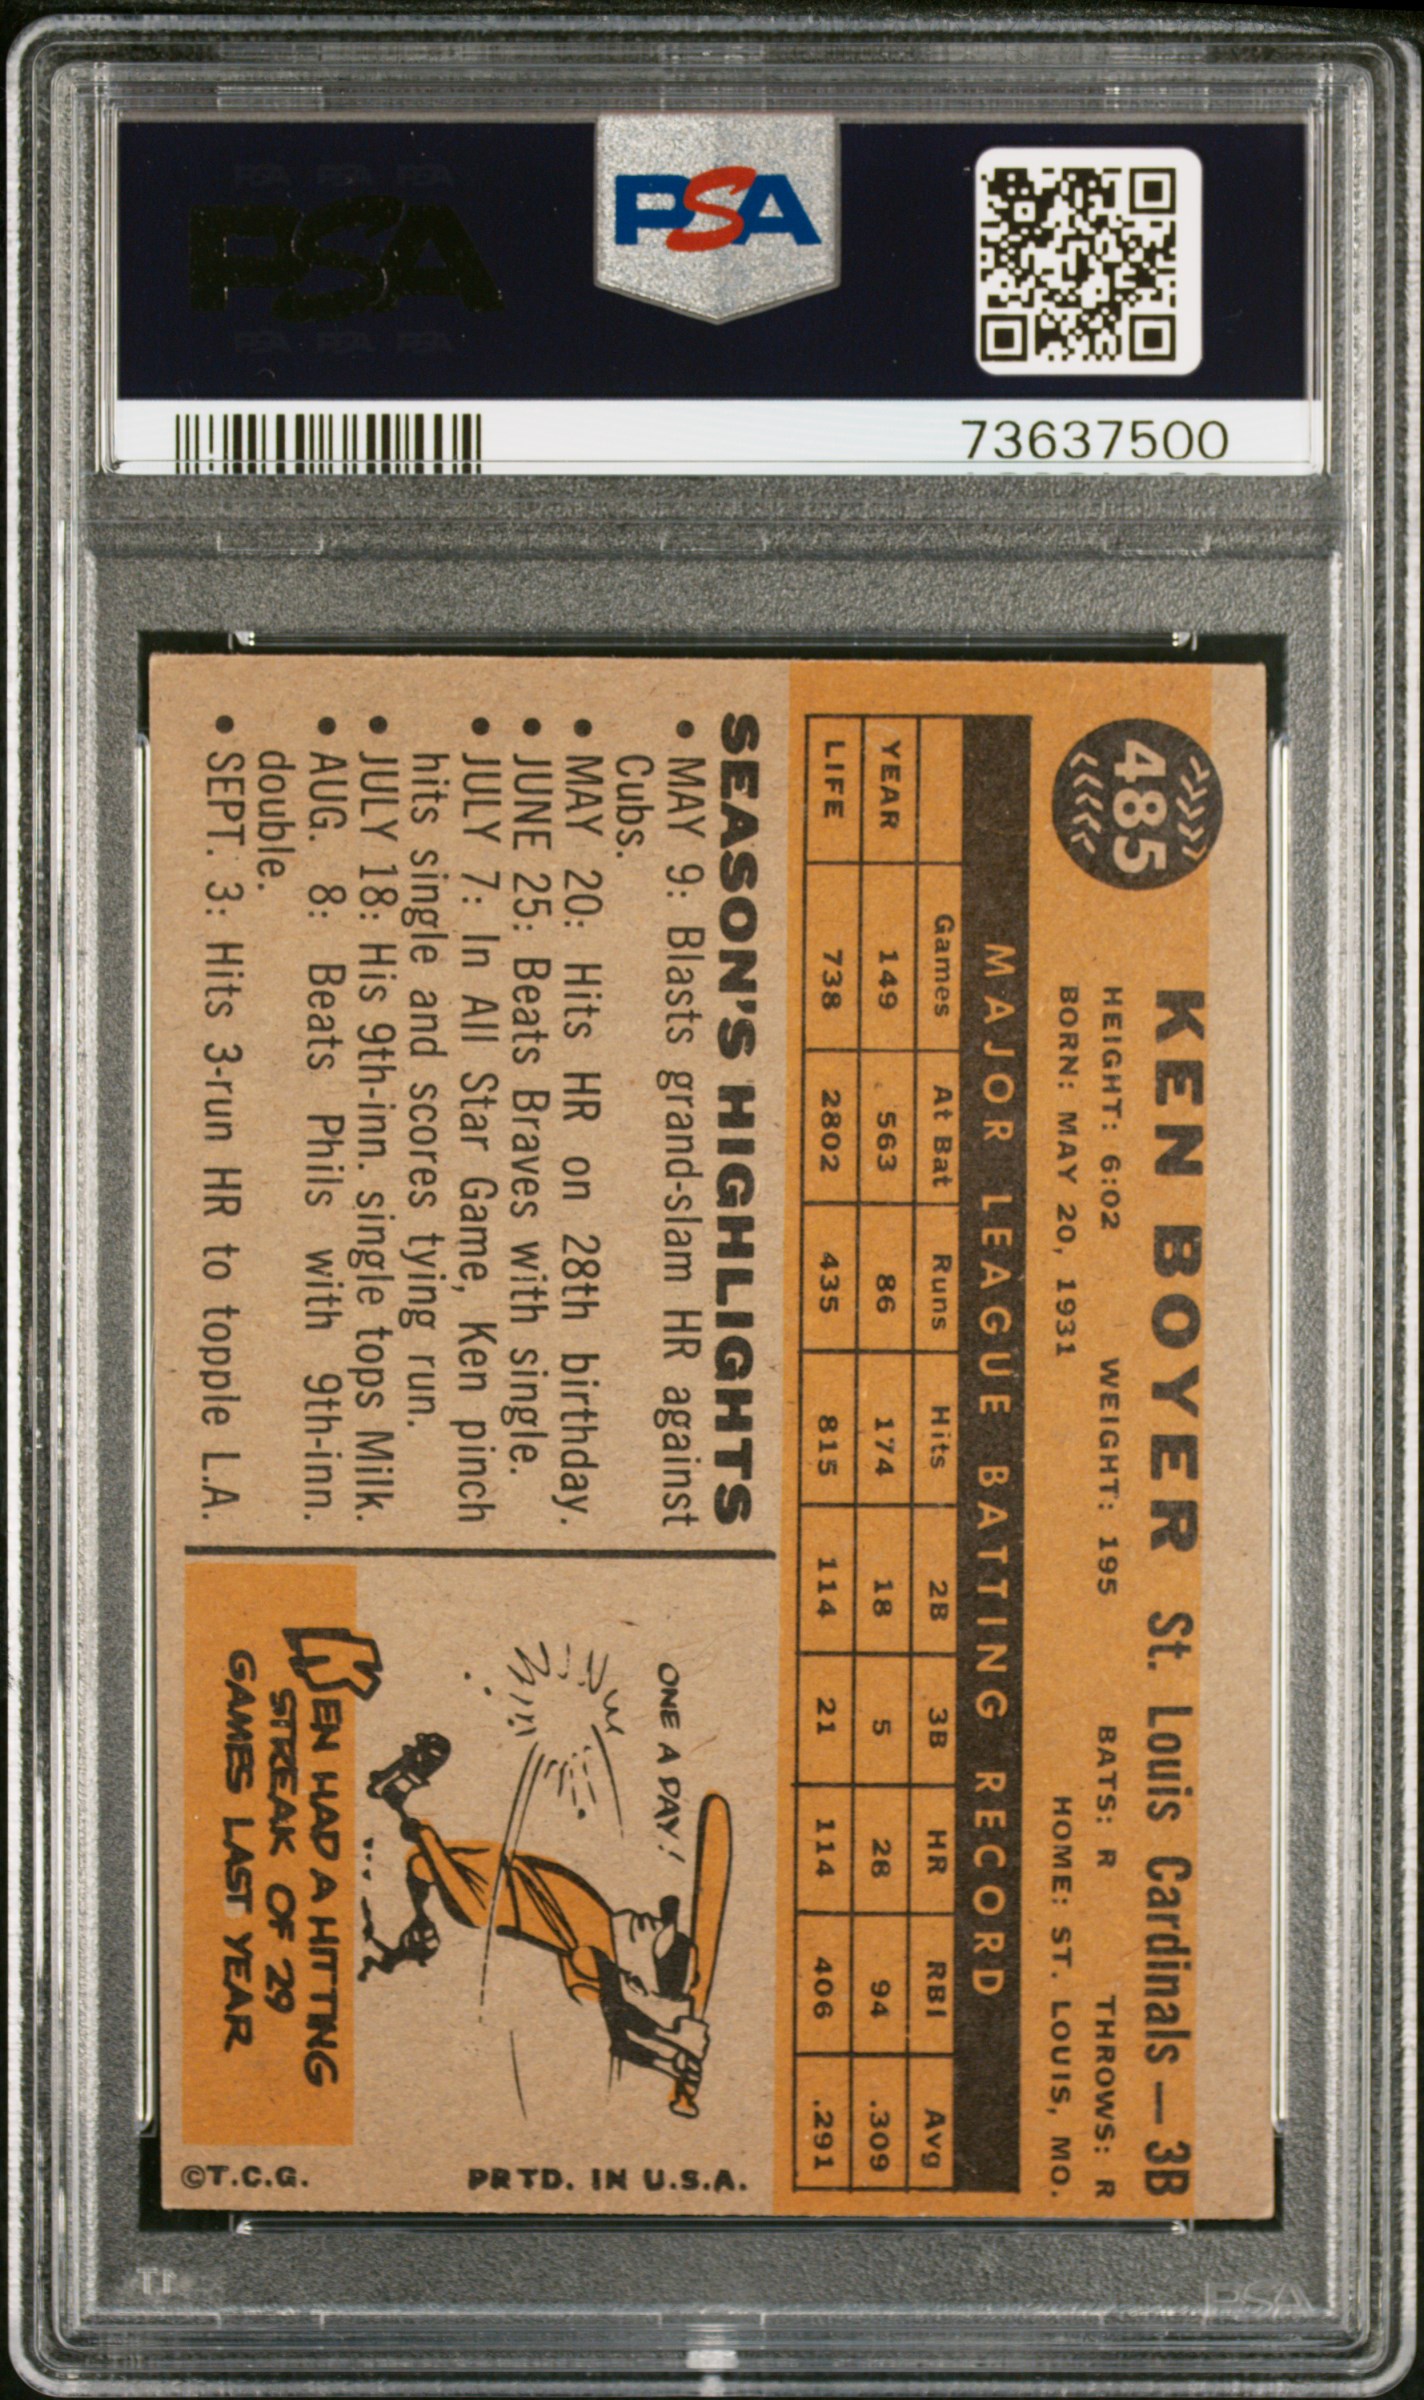 PSA PSA PSA
PSA
PSA PSA PSA
PSA
73637500
485
KEN BOYER St. Louis Cardinals — 3B
HEIGHT: 6:02 WEIGHT: 195 BATS: R THROWS: R
BORN: MAY 20, 1931 HOME: ST. LOUIS, MO.
MAJOR LEAGUE BATTING RECORD
Games At Bat Runs Hits 2B 3B HR RBI Avg
YEAR 149 563 86 174 18 5 28 94 .309
LIFE 738 2802 435 815 114 21 114 406 .291
SEASON'S HIGHLIGHTS
• MAY 9: Blasts grand-slam HR against
Cubs.
• MAY 20: Hits HR on 28th birthday.
• JUNE 25: Beats Braves with single.
• JULY 7: In All Star Game, Ken pinch
hits single and scores tying run.
• JULY 18: His 9th-inn. single tops Milk.
• AUG. 8: Beats Phils with 9th-inn.
double.
• SEPT. 3: Hits 3-run HR to topple L.A.
ONE A DAY!
KEN HAD A HITTING
STREAK OF 29
GAMES LAST YEAR
PRTD. IN U.S.A.
©T.C.G.
PSA